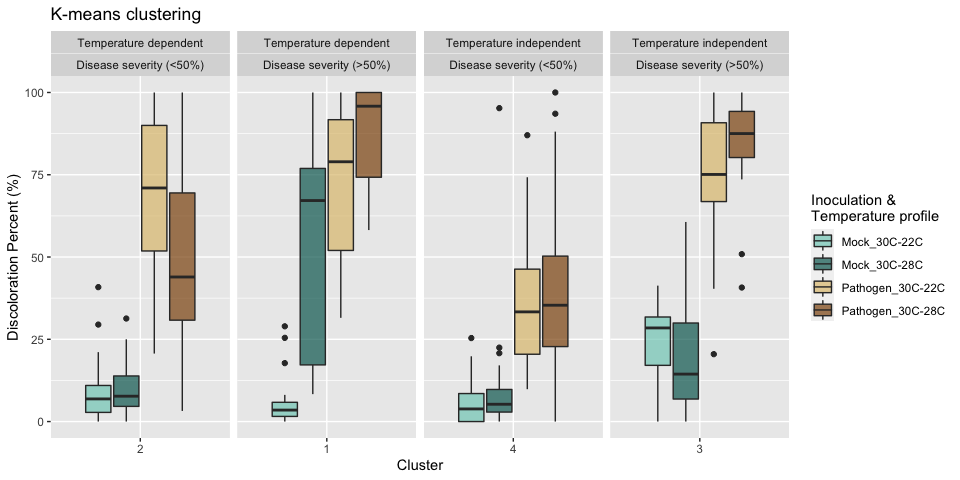 K-means clustering
Temperature dependent
Disease severity (<50%)
Temperature dependent
Disease severity (>50%)
Temperature independent
Disease severity (<50%)
Temperature independent
Disease severity (>50%)
Discoloration Percent (%)
100
75
50
25
0
2
1
4
3
Cluster
Inoculation &
Temperature profile
Mock_30C-22C
Mock_30C-28C
Pathogen_30C-22C
Pathogen_30C-28C